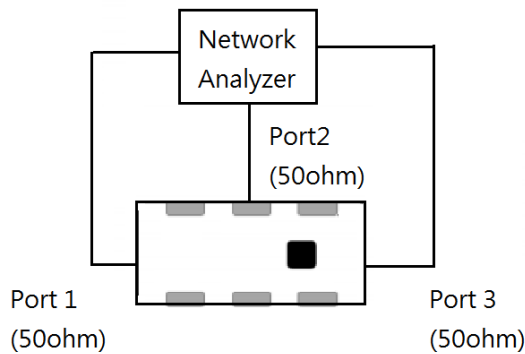 Network
Analyzer
Port2
(50ohm)
Port 1
(50ohm)
Port 3
(50ohm)